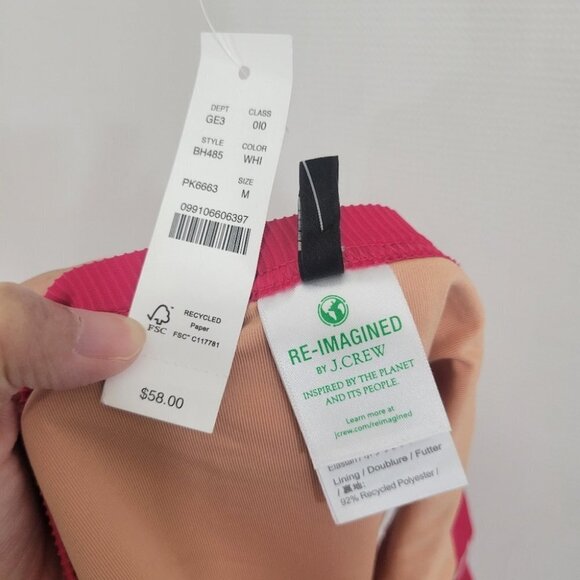 DEPT CLASS
GE3 0I0
STYLE COLOR
BH485 WHI
SIZE
PK6663 M
099106606397
FSC
RECYCLED
Paper
FSC® C117781
$58.00
RE-IMAGINED
BY J.CREW
INSPIRED BY THE PLANET
AND ITS PEOPLE.
Learn more at
jcrew.com/reimagined
Lining / Doublure / Futter
92% Recycled Polyester /